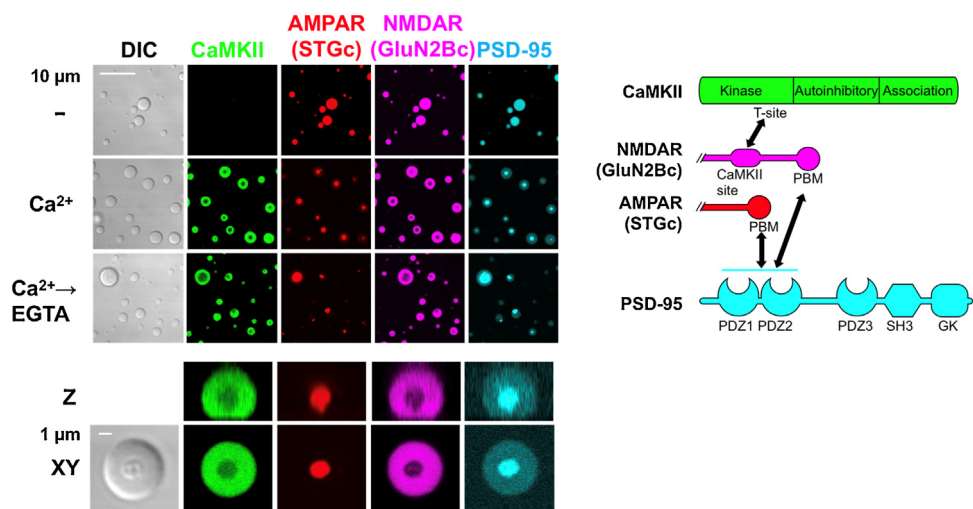 DIC
CaMKII
AMPAR
(STGc)
NMDAR
(GluN2Bc)
PSD-95
10 μm
–
Ca²⁺
Ca²⁺→
EGTA
Z
1 μm
XY
CaMKII
Kinase
Autoinhibitory
Association
T-site
NMDAR
(GluN2Bc)
CaMKII
site
PBM
AMPAR
(STGc)
PBM
PSD-95
PDZ1
PDZ2
PDZ3
SH3
GK